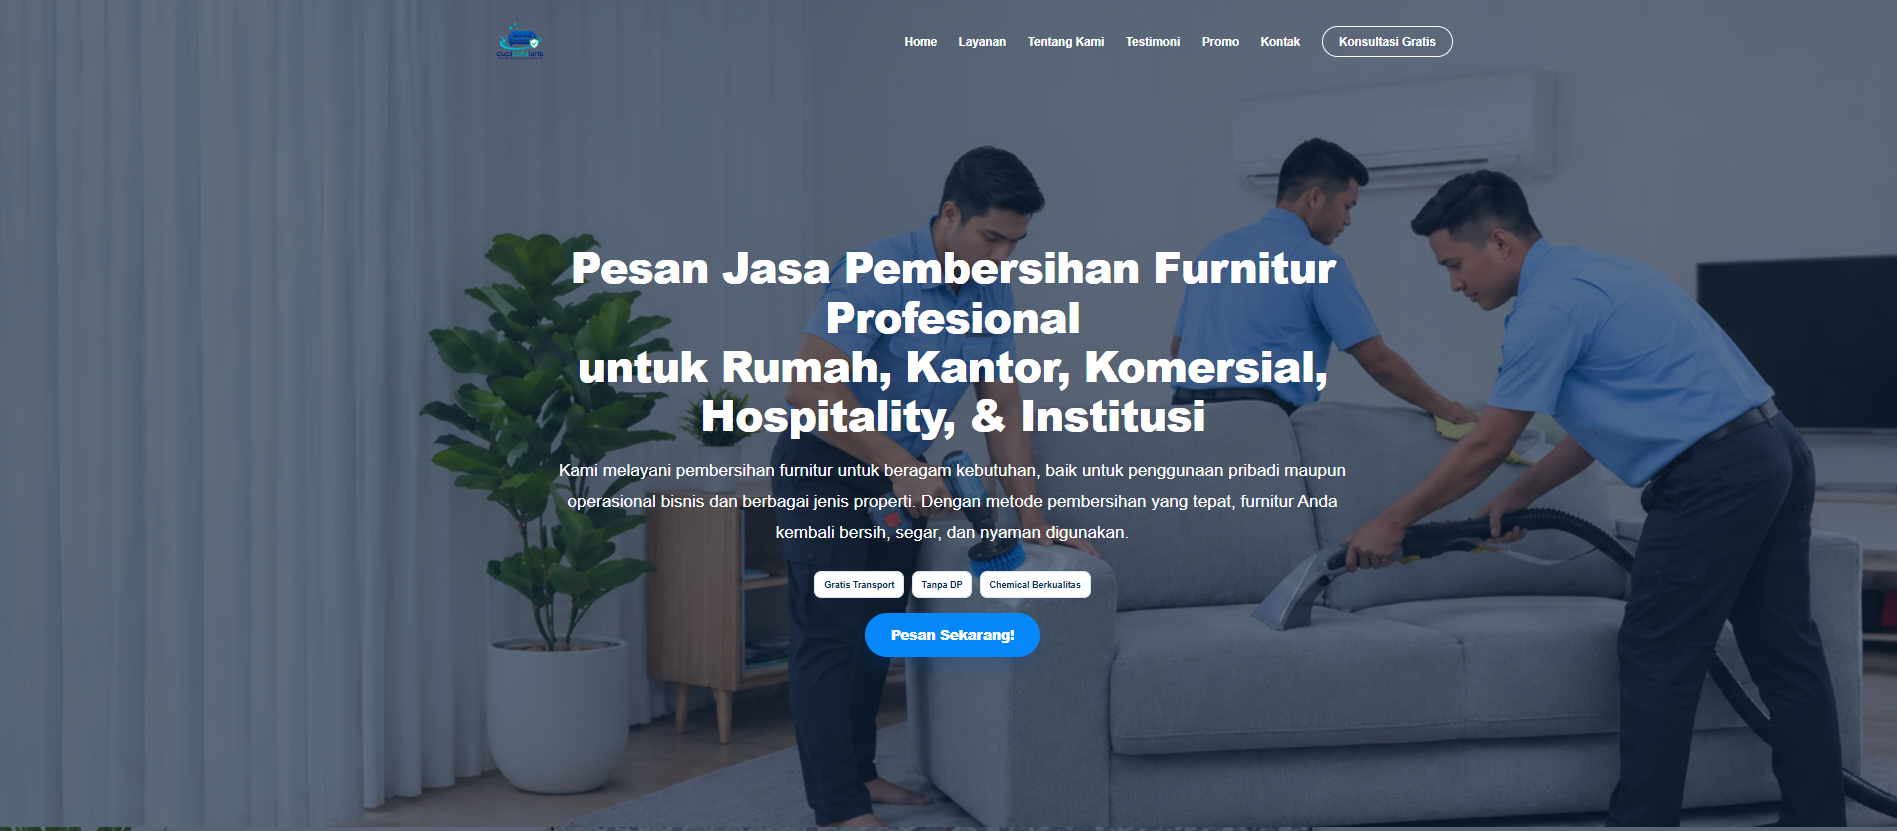 Home Layanan Tentang Kami Testimoni Promo Kontak Konsultasi Gratis
Pesan Jasa Pembersihan Furnitur
Profesional
untuk Rumah, Kantor, Komersial,
Hospitality, & Institusi
Kami melayani pembersihan furnitur untuk beragam kebutuhan, baik untuk penggunaan pribadi maupun
operasional bisnis dan berbagai jenis properti. Dengan metode pembersihan yang tepat, furnitur Anda
kembali bersih, segar, dan nyaman digunakan.
Gratis Transport Tanpa DP Chemical Berkualitas
Pesan Sekarang!